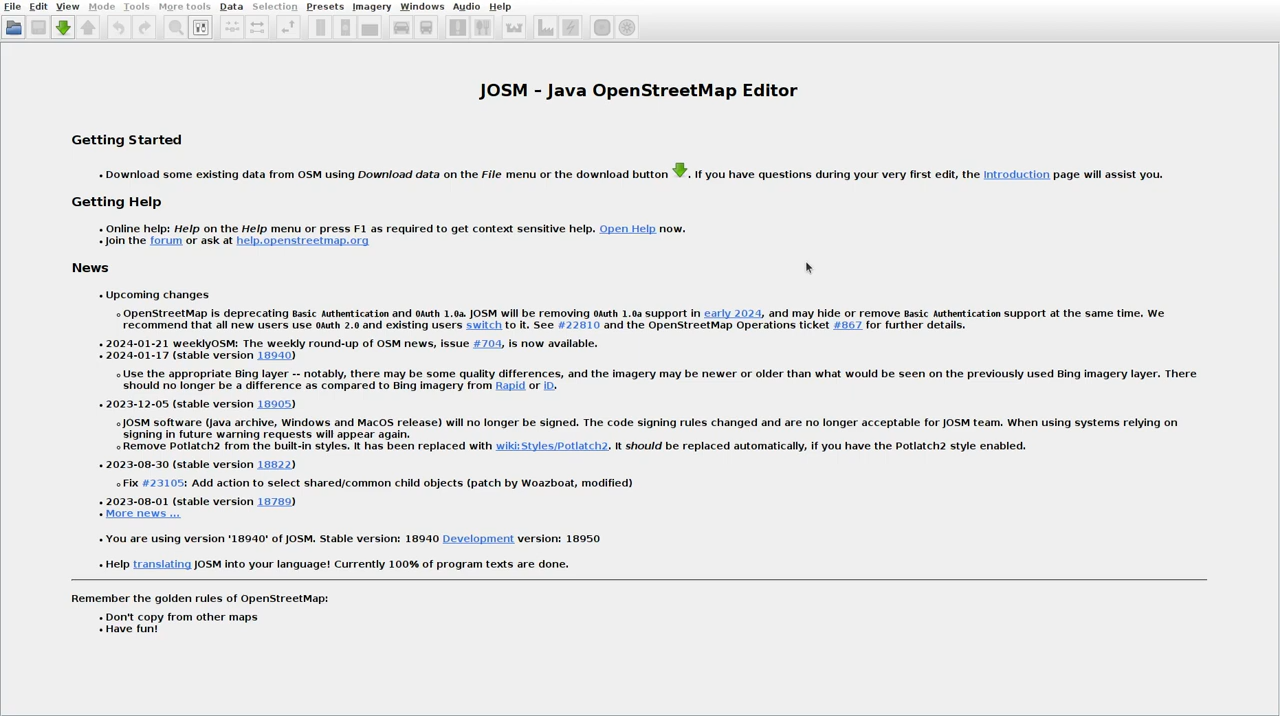 File Edit View Mode Tools More tools Data Selection Presets Imagery Windows Audio Help
JOSM – Java OpenStreetMap Editor
Getting Started
• Download some existing data from OSM using Download data on the File menu or the download button . If you have questions during your very first edit, the Introduction page will assist you.
Getting Help
• Online help: Help on the Help menu or press F1 as required to get context sensitive help. Open Help now.
• Join the forum or ask at help.openstreetmap.org
News
• Upcoming changes
◦ OpenStreetMap is deprecating Basic Authentication and OAuth 1.0a. JOSM will be removing OAuth 1.0a support in early 2024, and may hide or remove Basic Authentication support at the same time. We
recommend that all new users use OAuth 2.0 and existing users switch to it. See #22810 and the OpenStreetMap Operations ticket #867 for further details.
• 2024-01-21 weeklyOSM: The weekly round-up of OSM news, issue #704, is now available.
• 2024-01-17 (stable version 18940)
◦ Use the appropriate Bing layer -- notably, there may be some quality differences, and the imagery may be newer or older than what would be seen on the previously used Bing imagery layer. There
should no longer be a difference as compared to Bing imagery from Rapid or iD.
• 2023-12-05 (stable version 18905)
◦ JOSM software (Java archive, Windows and MacOS release) will no longer be signed. The code signing rules changed and are no longer acceptable for JOSM team. When using systems relying on
signing in future warning requests will appear again.
◦ Remove Potlatch2 from the built-in styles. It has been replaced with wiki:Styles/Potlatch2. It should be replaced automatically, if you have the Potlatch2 style enabled.
• 2023-08-30 (stable version 18822)
◦ Fix #23105: Add action to select shared/common child objects (patch by Woazboat, modified)
• 2023-08-01 (stable version 18789)
• More news ...
• You are using version '18940' of JOSM. Stable version: 18940 Development version: 18950
• Help translating JOSM into your language! Currently 100% of program texts are done.
Remember the golden rules of OpenStreetMap:
• Don't copy from other maps
• Have fun!